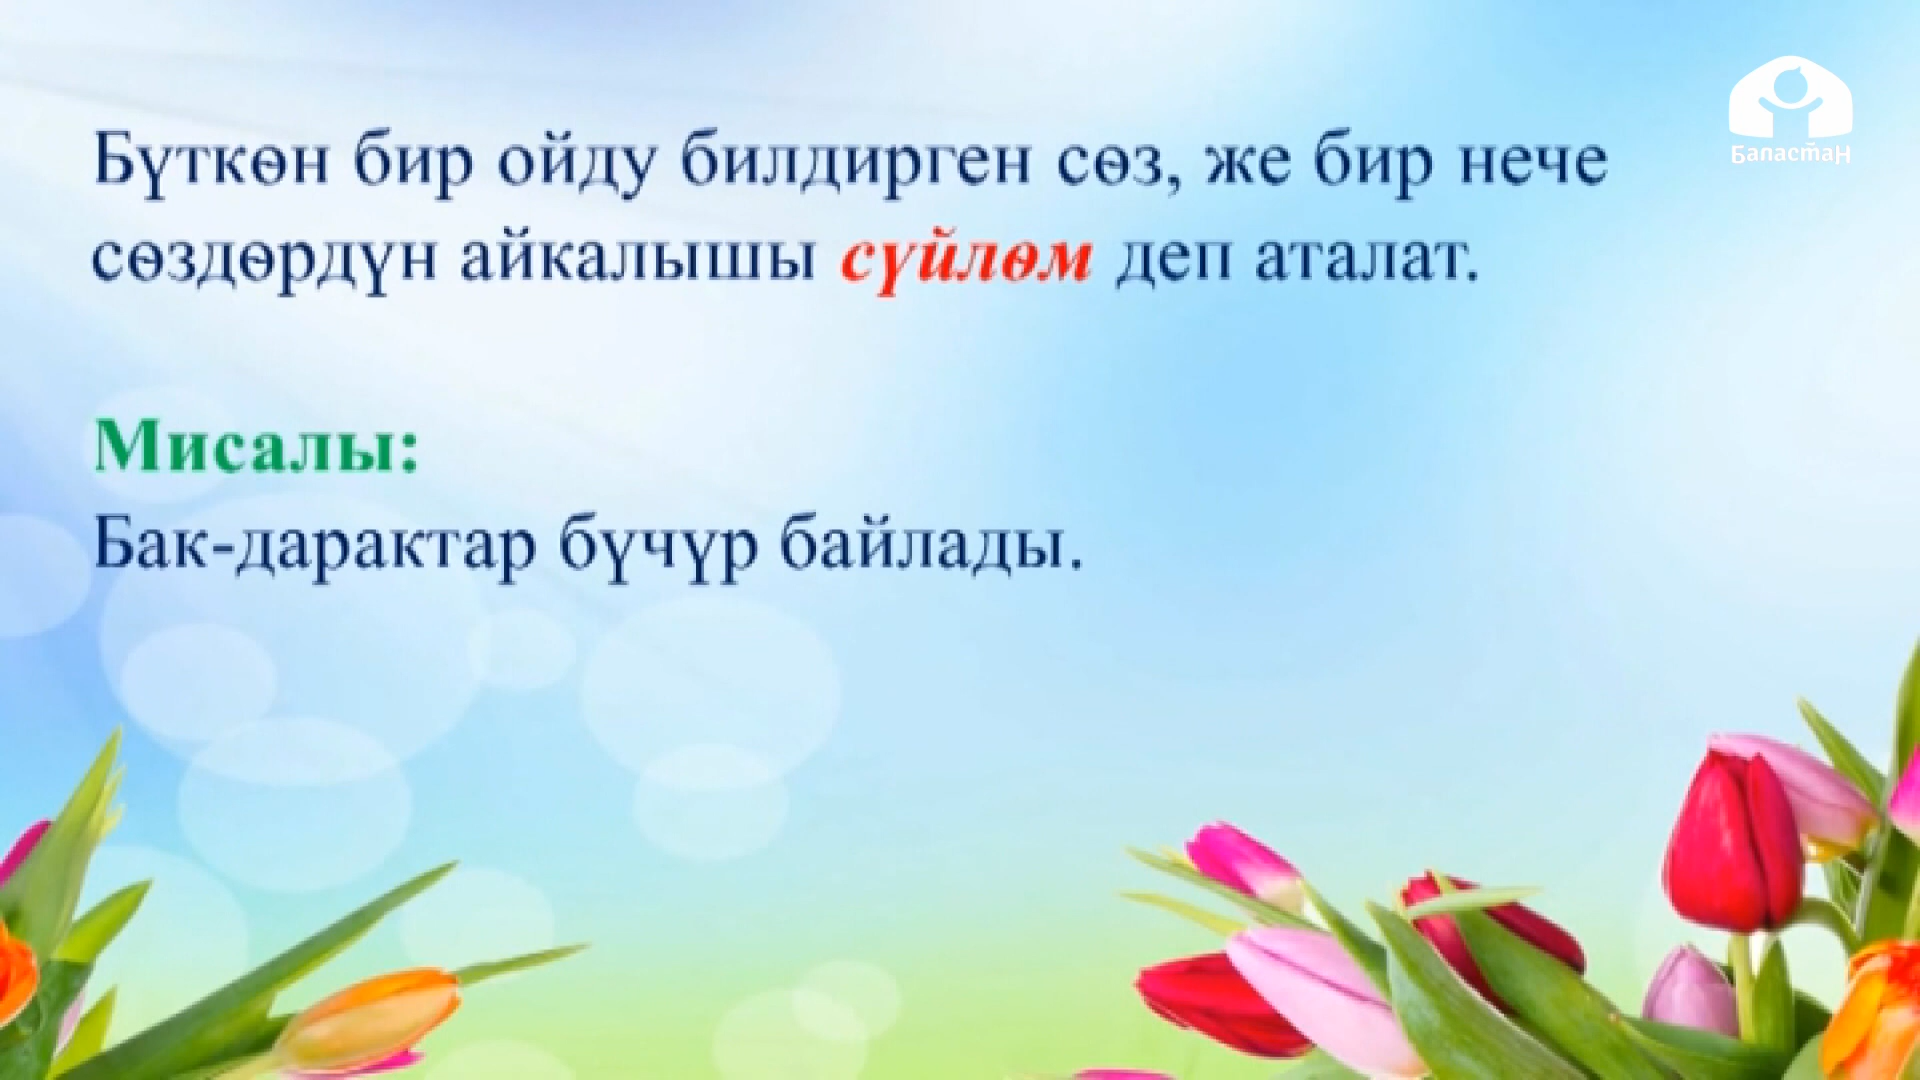 Бүткөн бир ойду билдирген сөз, же бир нече
сөздөрдүн айкалышы сүйлөм деп аталат.
Мисалы:
Бак-дарактар бүчүр байлады.
Баластан